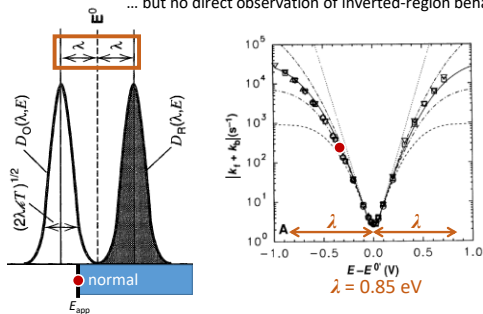 ... but no direct observation of inverted-region beha
E⁰
λ λ
D_O(λ,E)
D_R(λ,E)
(2λkT)^1/2
normal
E_app
|k_f + k_b|(s⁻¹)
10⁵
10⁴
10³
10²
10¹
10⁰
A
λ λ
−1.0 −0.5 0.0 0.5 1.0
E−E⁰' (V)
λ = 0.85 eV